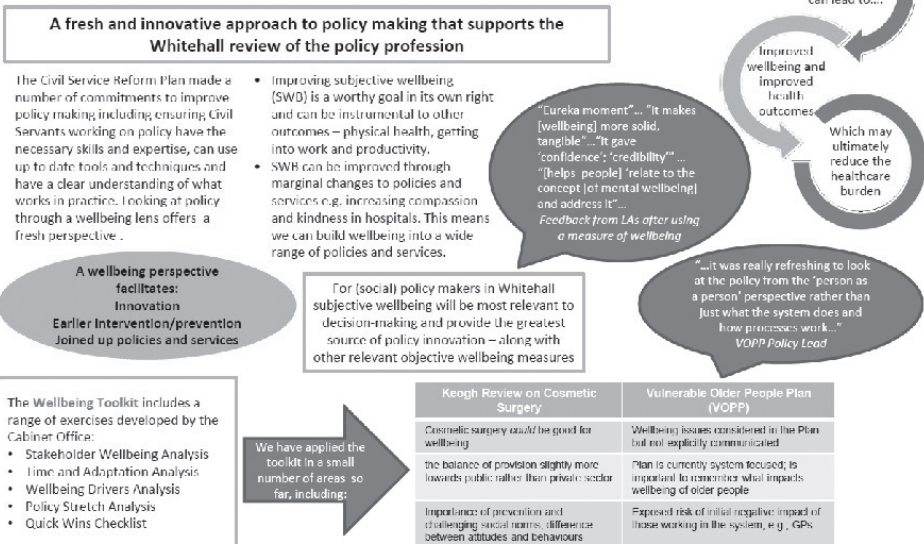 can lead to....
A fresh and innovative approach to policy making that supports the
Whitehall review of the policy profession
Improved
wellbeing and
improved
health
outcomes
Which may
ultimately
reduce the
healthcare
burden
The Civil Service Reform Plan made a
number of commitments to improve
policy making including ensuring Civil
Servants working on policy have the
necessary skills and expertise, can use
up to date tools and techniques and
have a clear understanding of what
works in practice. Looking at policy
through a wellbeing lens offers a
fresh perspective .
• Improving subjective wellbeing
(SWB) is a worthy goal in its own right
and can be instrumental to other
outcomes – physical health, getting
into work and productivity.
• SWB can be improved through
marginal changes to policies and
services e.g. increasing compassion
and kindness in hospitals. This means
we can build wellbeing into a wide
range of policies and services.
"Eureka moment"... "it makes
[wellbeing] more solid,
tangible"..."it gave
'confidence'; 'credibility'" ...
"[helps people] 'relate to the
concept [of mental wellbeing]
and address it"...
Feedback from LAs after using
a measure of wellbeing
A wellbeing perspective
facilitates:
Innovation
Earlier intervention/prevention
Joined up policies and services
For (social) policy makers in Whitehall
subjective wellbeing will be most relevant to
decision-making and provide the greatest
source of policy innovation – along with
other relevant objective wellbeing measures
"...it was really refreshing to look
at the policy from the 'person as
a person' perspective rather than
just what the system does and
how processes work..."
VOPP Policy Lead
The Wellbeing Toolkit includes a
range of exercises developed by the
Cabinet Office:
• Stakeholder Wellbeing Analysis
• Time and Adaptation Analysis
• Wellbeing Drivers Analysis
• Policy Stretch Analysis
• Quick Wins Checklist
We have applied the
toolkit in a small
number of areas so
far, including:
Keogh Review on Cosmetic
Surgery
Vulnerable Older People Plan
(VOPP)
Cosmetic surgery could be good for
wellbeing
Wellbeing issues considered in the Plan
but not explicitly communicated
the balance of provision slightly more
towards public rather than private sector
Plan is currently system focused; is
important to remember what impacts
wellbeing of older people
Importance of prevention and
challenging social norms, difference
between attitudes and behaviours
Exposed risk of initial negative impact of
those working in the system, e.g., GPs